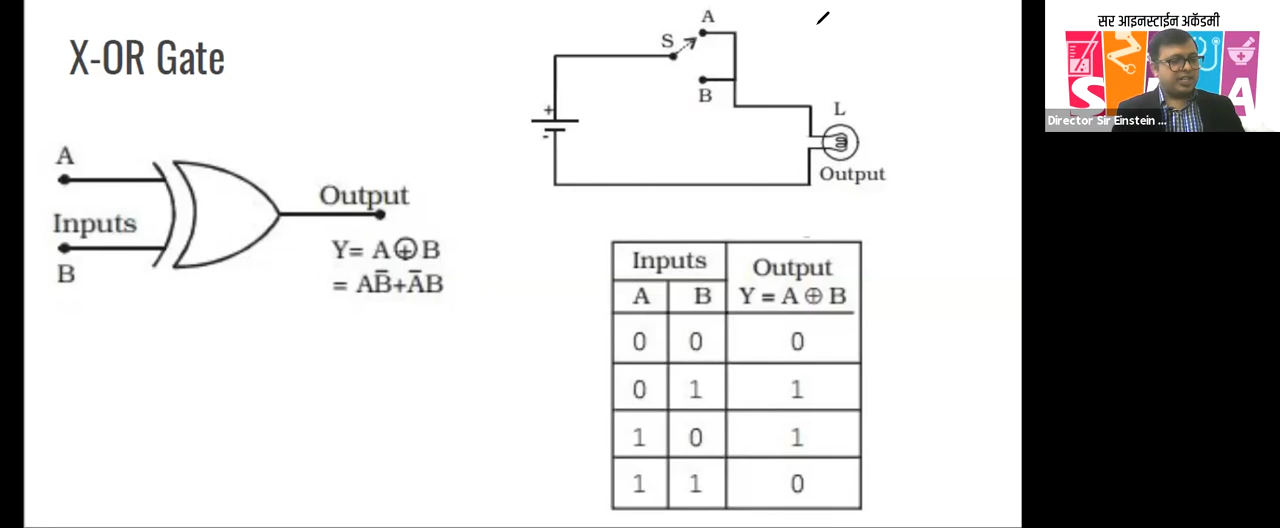 X-OR Gate
A
Inputs
B
Output
Y= A⊕B
= AB̅+A̅B
S
A
B
+
-
L
Output
Inputs
Output
A B Y = A ⊕ B
0 0 0
0 1 1
1 0 1
1 1 0
सर आइनस्टाईन अकॅडमी
S A
Director Sir Einstein ...